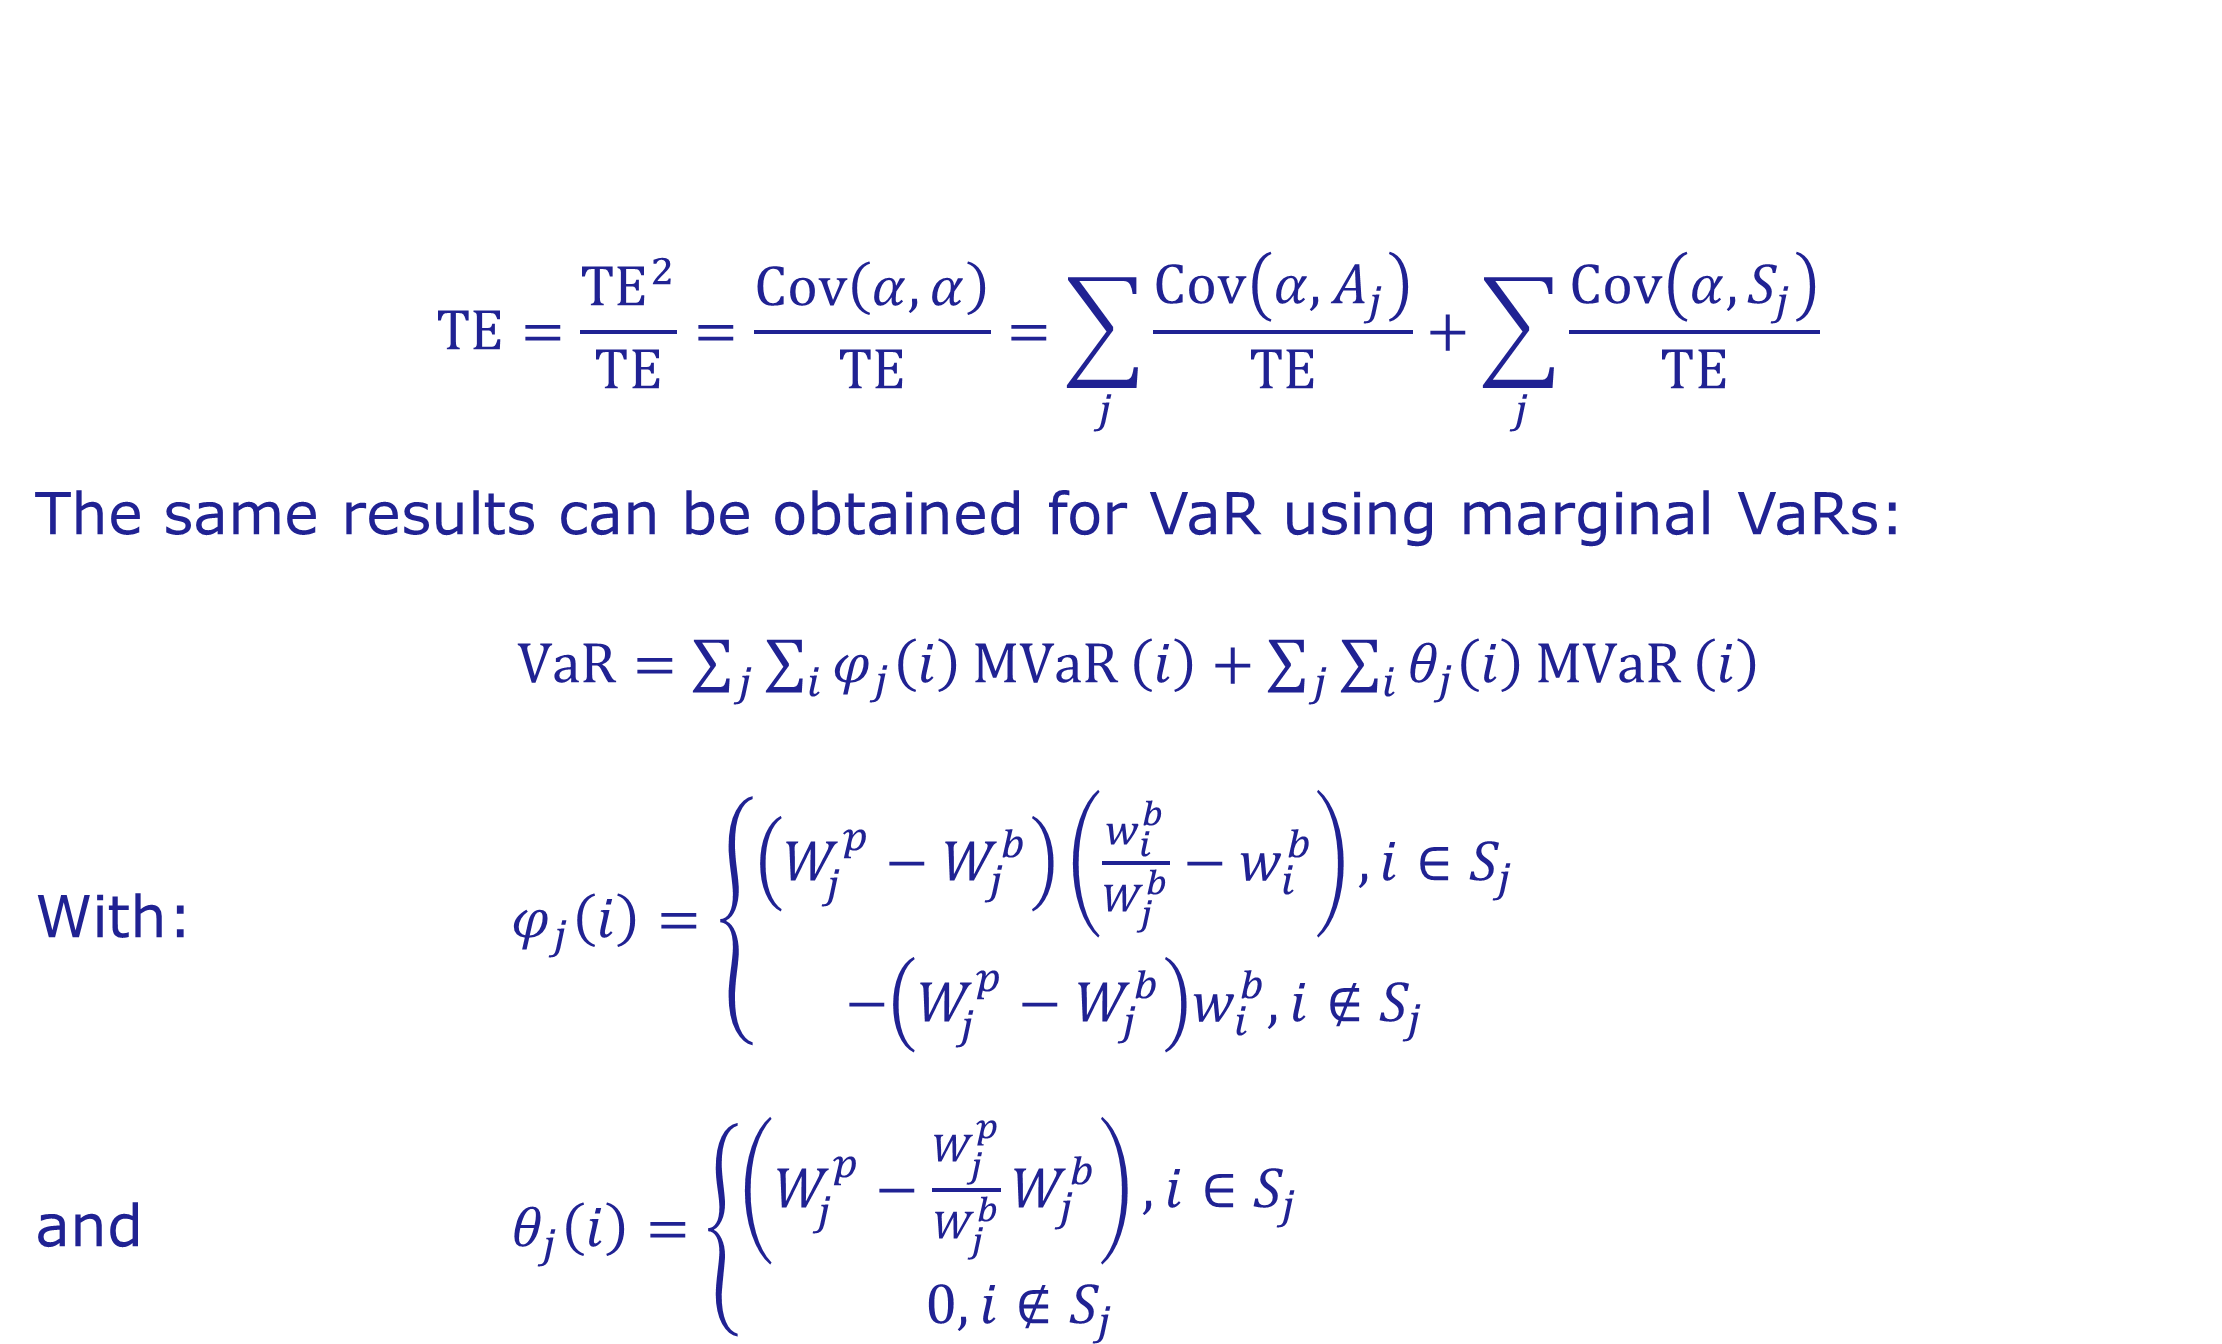 TE = TE²/TE = Cov(α, α)/TE = ∑_j Cov(α, A_j)/TE + ∑_j Cov(α, S_j)/TE
The same results can be obtained for VaR using marginal VaRs:
VaR = ∑_j ∑_i φ_j(i) MVaR (i) + ∑_j ∑_i θ_j(i) MVaR (i)
With: φ_j(i) = { (W_j^p − W_j^b) (w_i^b/W_j^b − w_i^b), i ∈ S_j
−(W_j^p − W_j^b)w_i^b, i ∉ S_j
and θ_j(i) = { (W_j^p − W_j^p/W_j^b W_j^b), i ∈ S_j
0, i ∉ S_j